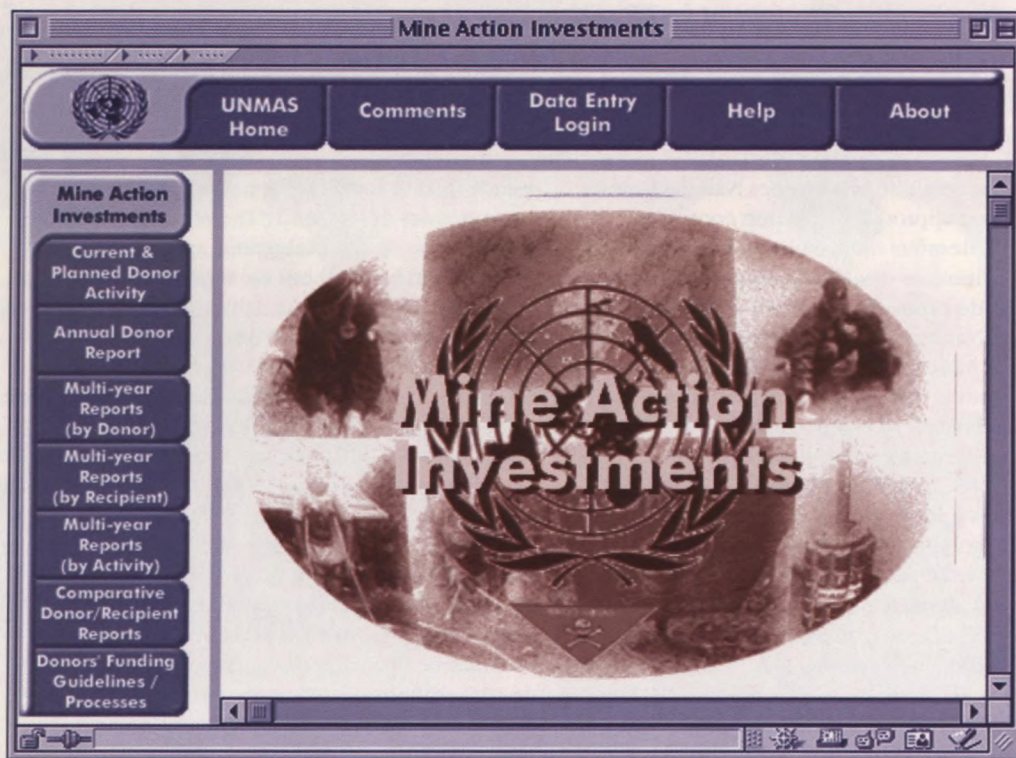 Mine Action Investments
UNMAS
Home
Comments
Data Entry
Login
Help
About
Mine Action
Investments
Current &
Planned Donor
Activity
Annual Donor
Report
Multi-year
Reports
(by Donor)
Multi-year
Reports
(by Recipient)
Multi-year
Reports
(by Activity)
Comparative
Donor/Recipient
Reports
Donors' Funding
Guidelines /
Processes
Mine Action
Investments